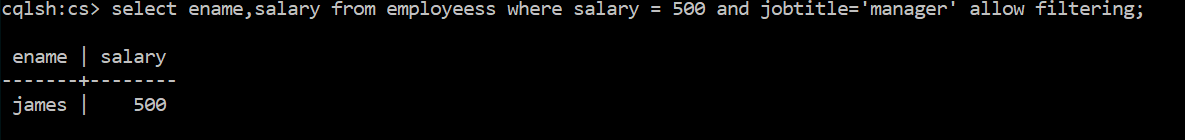 cqlsh:cs> select ename,salary from employeess where salary = 500 and jobtitle='manager' allow filtering;
 ename | salary
-------+--------
 james |    500